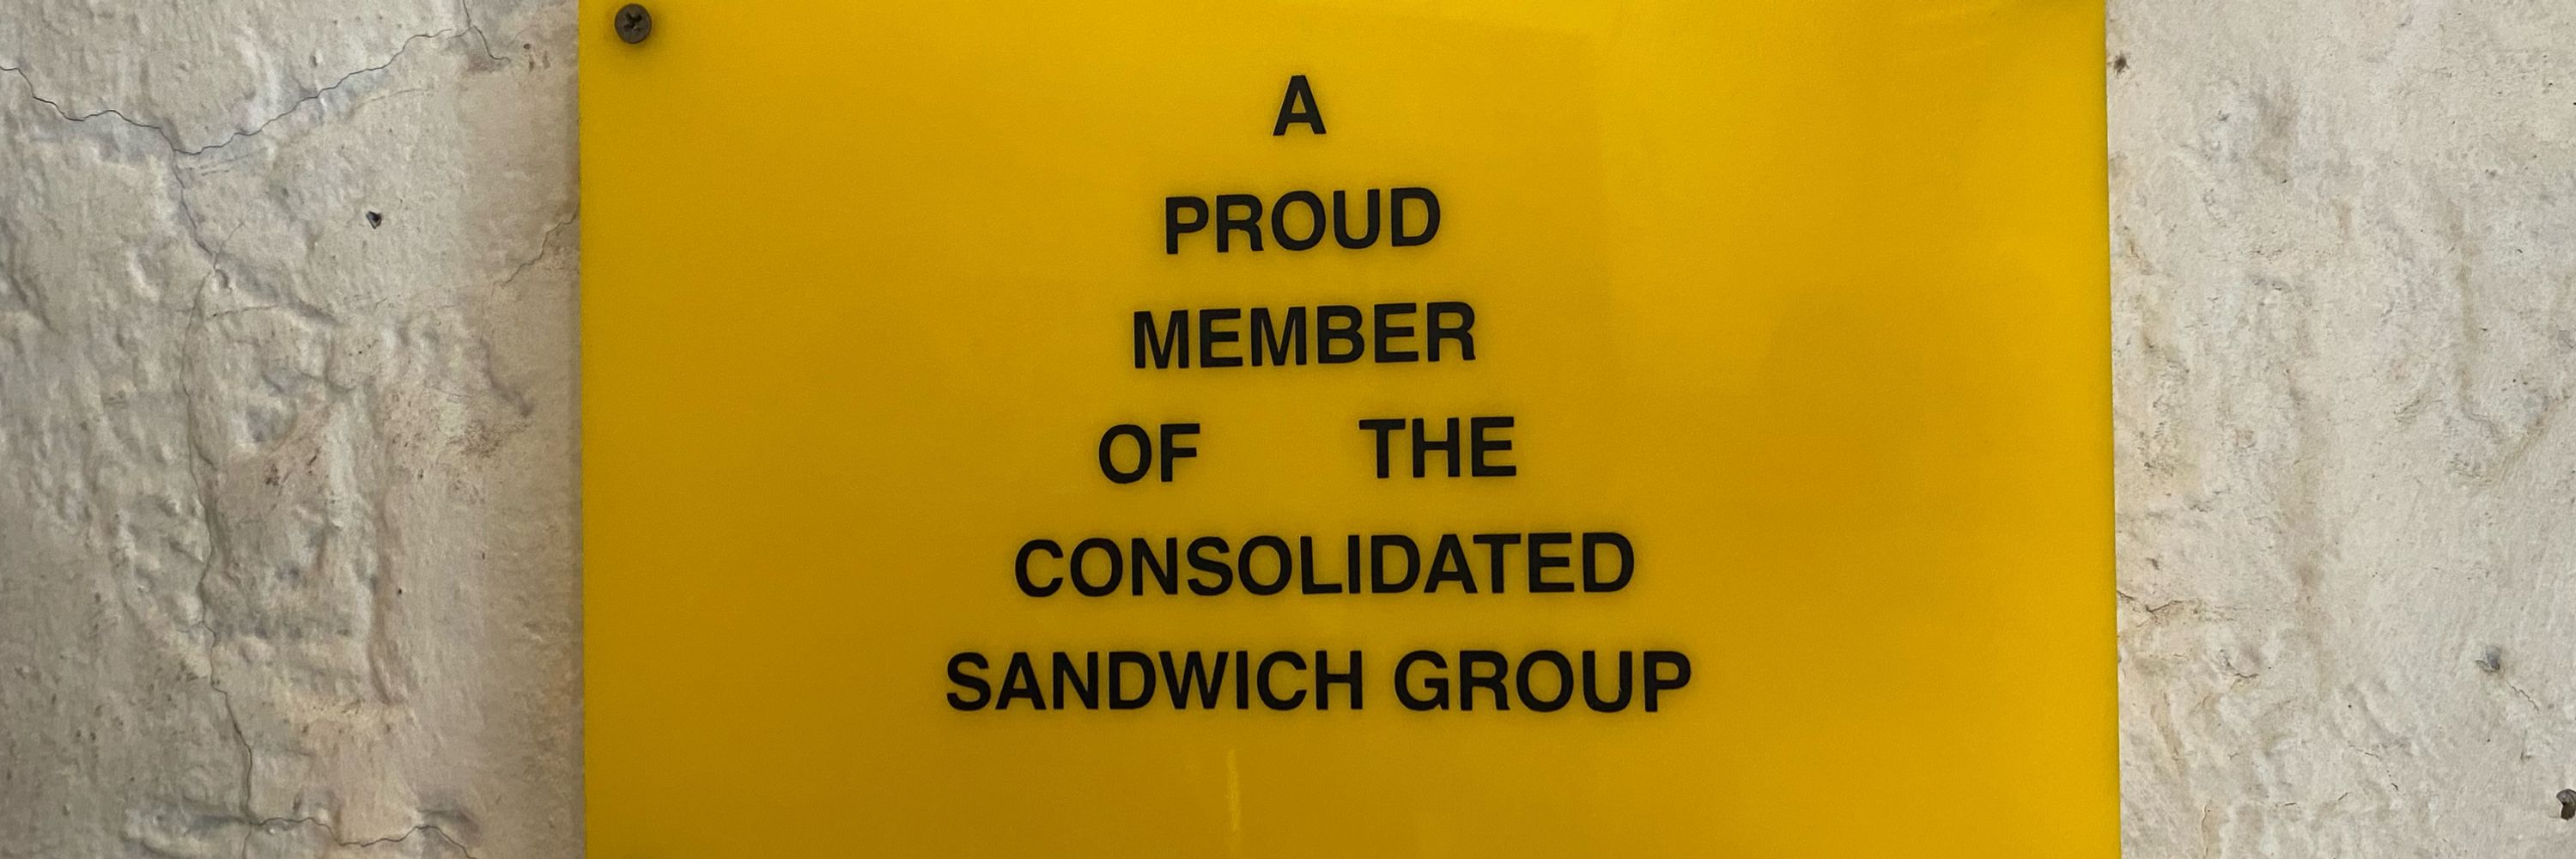 A
PROUD
MEMBER
OF THE
CONSOLIDATED
SANDWICH GROUP